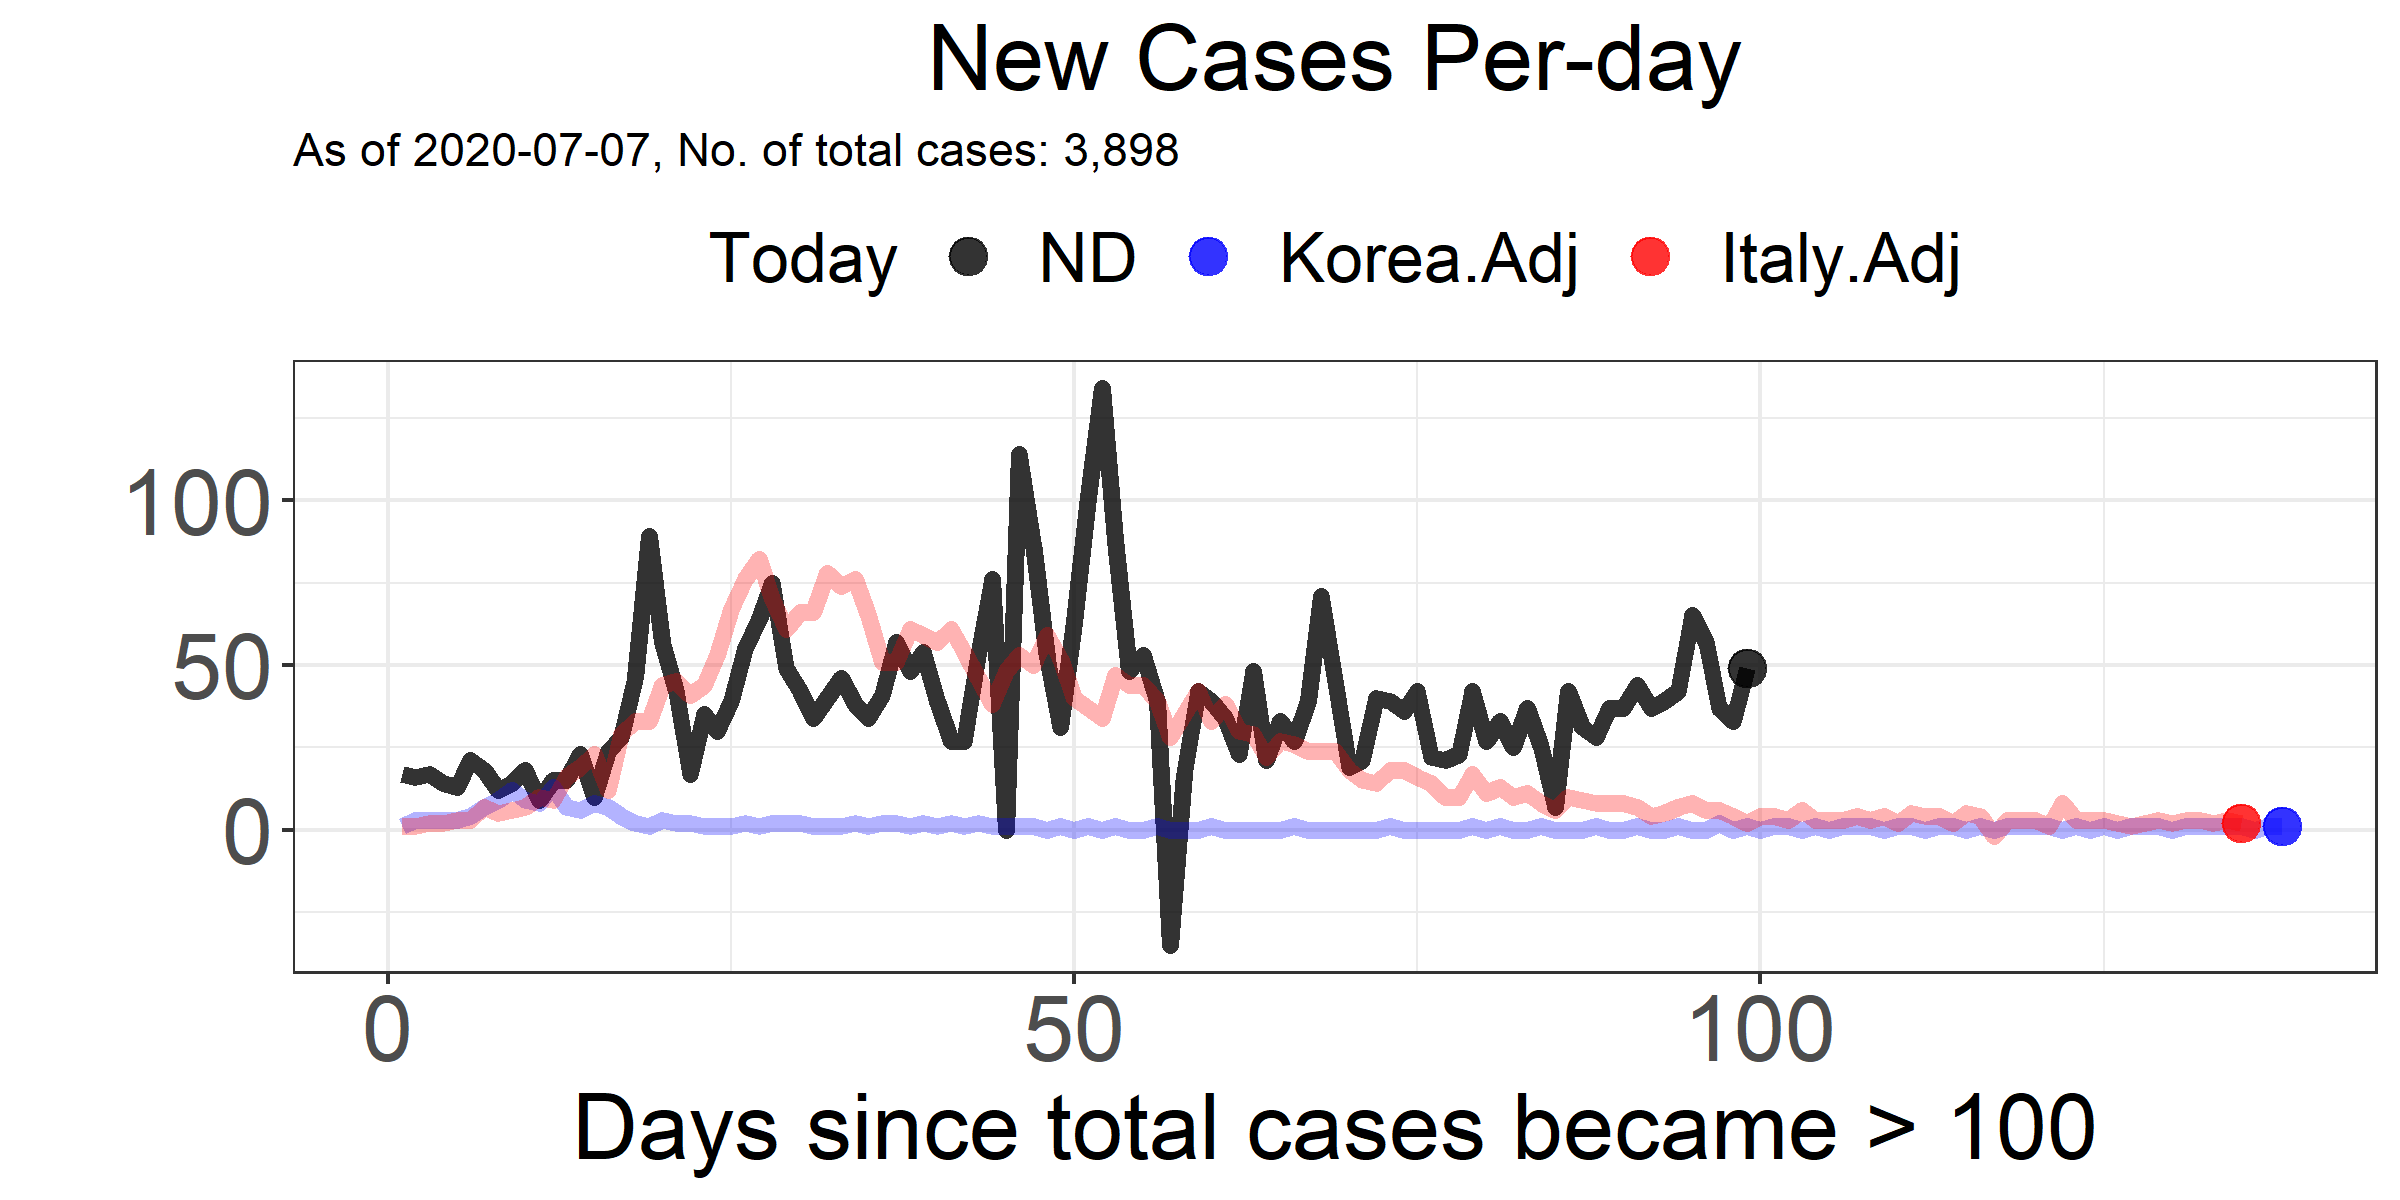 New Cases Per-day
As of 2020-07-07, No. of total cases: 3,898
Today ND Korea.Adj Italy.Adj
100
50
0
0 50 100
Days since total cases became > 100